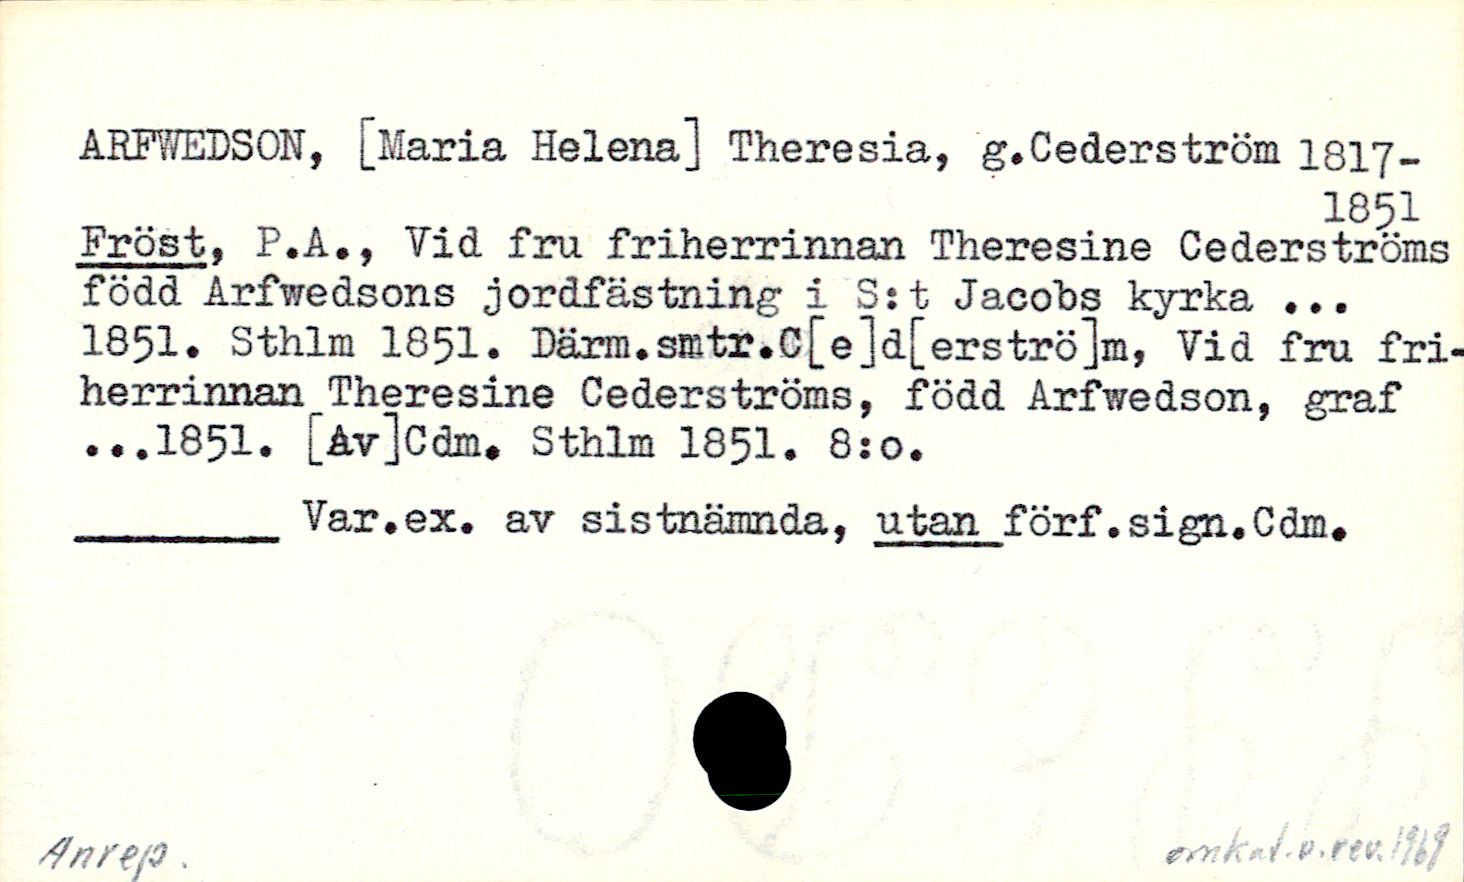 ARFWEDSON, [Maria Helena] Theresia, g.Cederström 1817-
1851
Fröst, P.A., Vid fru friherrinnan Theresine Cederströms
född Arfwedsons jordfästning i S:t Jacobs kyrka ...
1851. Sthlm 1851. Därm.smtr.C[e]d[erströ]m, Vid fru fri-
herrinnan Theresine Cederströms, född Arfwedson, graf
...1851. [Av]Cdm. Sthlm 1851. 8:o.
_______ Var.ex. av sistnämnda, utan förf.sign.Cdm.
Anrep.
omkat.o.rev.1969